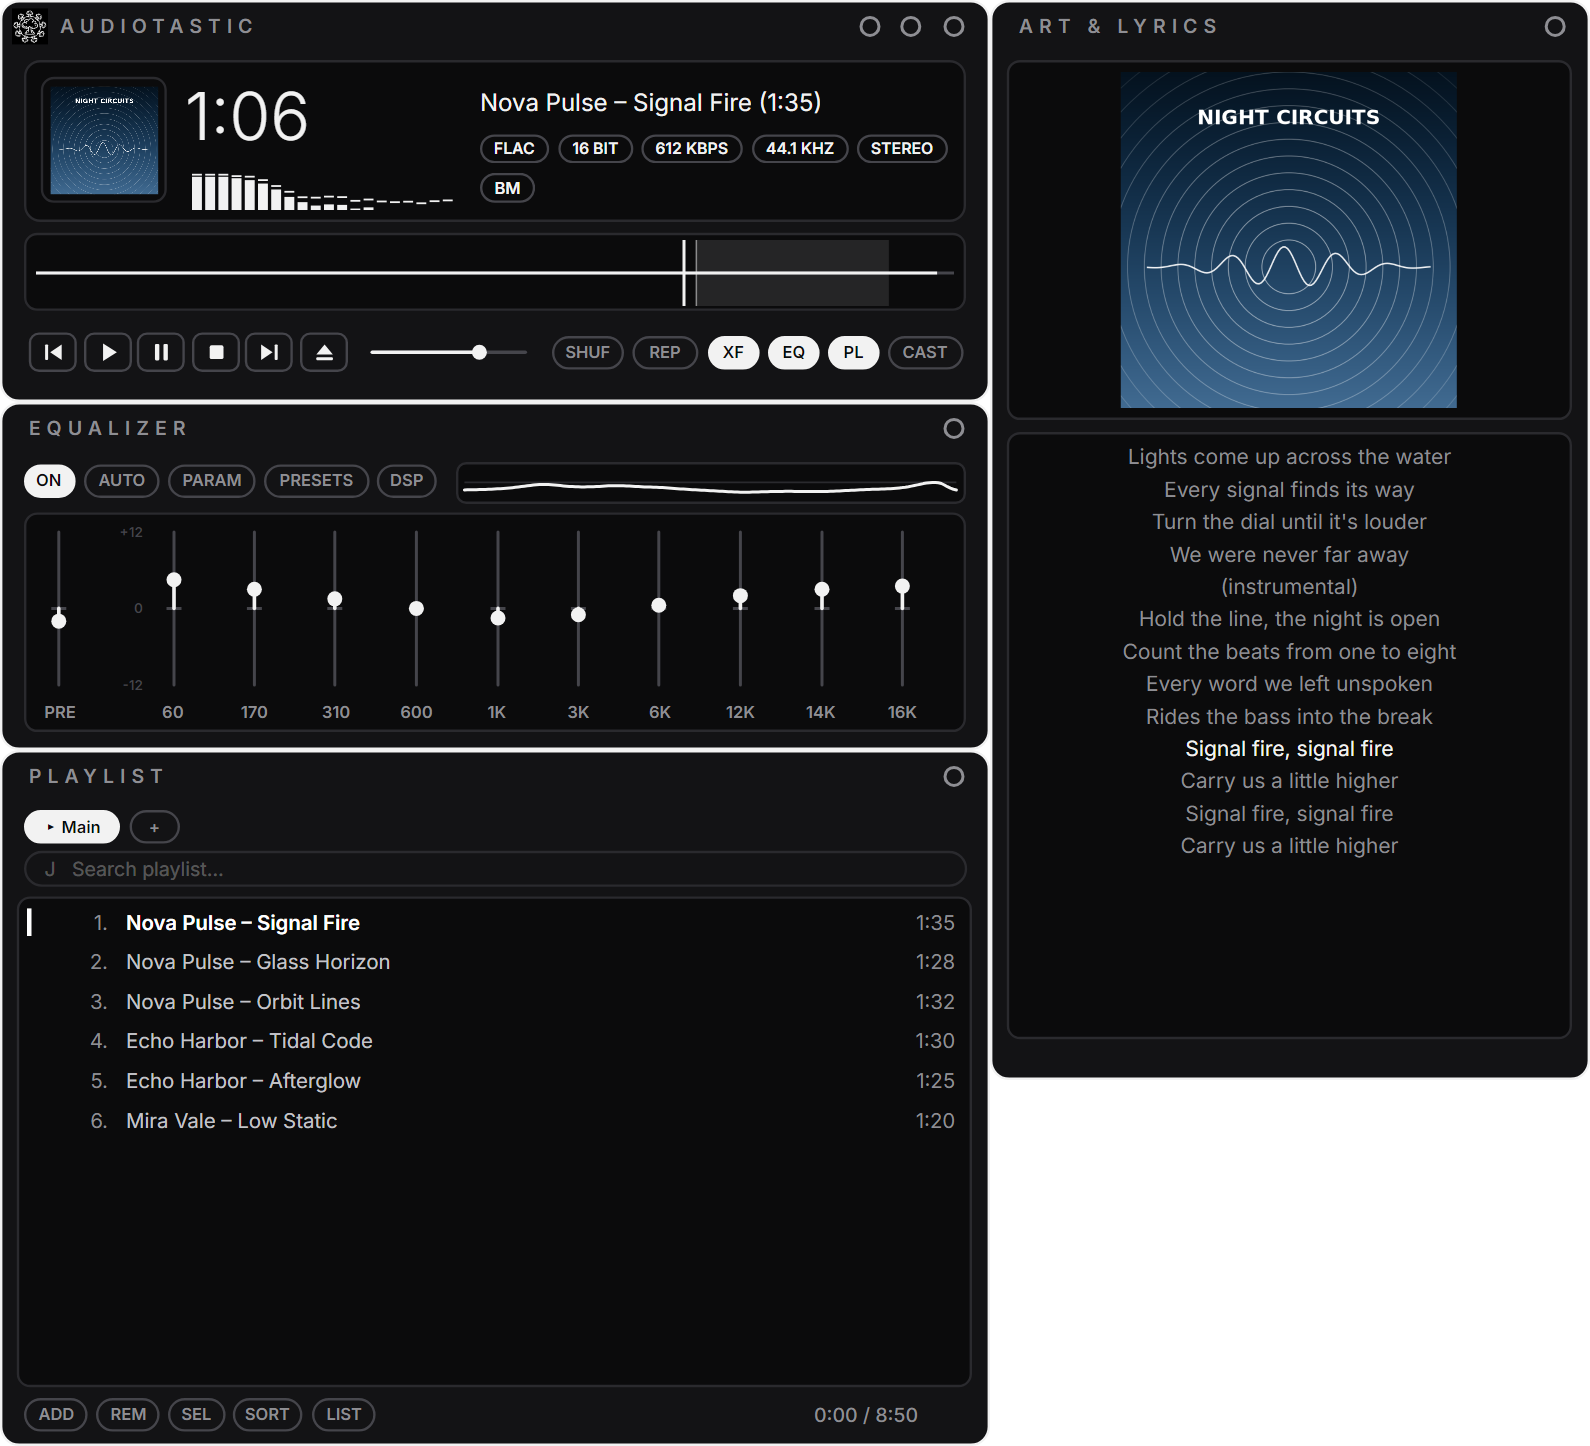 AUDIOTASTIC
NIGHT CIRCUITS
1:06
Nova Pulse – Signal Fire (1:35)
FLAC 16 BIT 612 KBPS 44.1 KHZ STEREO
BM
SHUF REP XF EQ PL CAST
EQUALIZER
ON AUTO PARAM PRESETS DSP
+12
0
-12
PRE 60 170 310 600 1K 3K 6K 12K 14K 16K
PLAYLIST
Main +
J Search playlist...
1. Nova Pulse – Signal Fire 1:35
2. Nova Pulse – Glass Horizon 1:28
3. Nova Pulse – Orbit Lines 1:32
4. Echo Harbor – Tidal Code 1:30
5. Echo Harbor – Afterglow 1:25
6. Mira Vale – Low Static 1:20
ADD REM SEL SORT LIST 0:00 / 8:50
ART & LYRICS
NIGHT CIRCUITS
Lights come up across the water
Every signal finds its way
Turn the dial until it's louder
We were never far away
(instrumental)
Hold the line, the night is open
Count the beats from one to eight
Every word we left unspoken
Rides the bass into the break
Signal fire, signal fire
Carry us a little higher
Signal fire, signal fire
Carry us a little higher